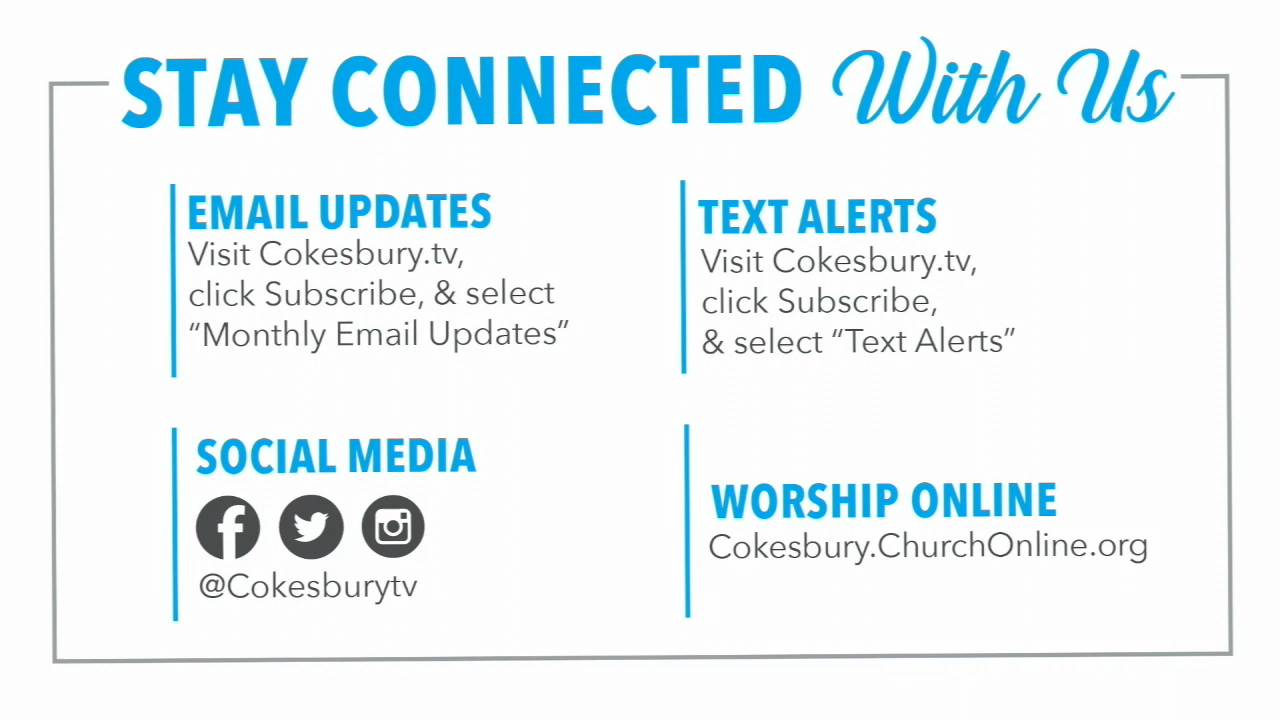 STAY CONNECTED With Us
EMAIL UPDATES
Visit Cokesbury.tv,
click Subscribe, & select
“Monthly Email Updates”
TEXT ALERTS
Visit Cokesbury.tv,
click Subscribe,
& select “Text Alerts”
SOCIAL MEDIA
@Cokesburytv
WORSHIP ONLINE
Cokesbury.ChurchOnline.org